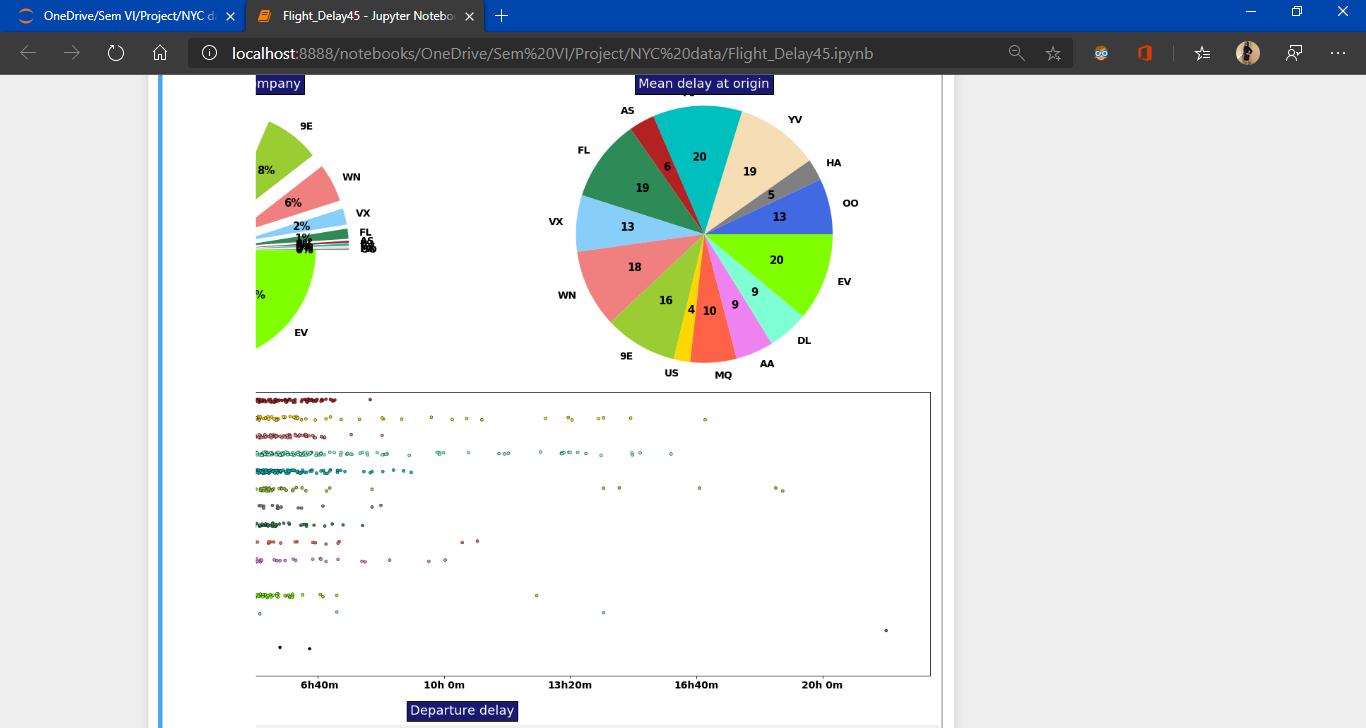 OneDrive/Sem VI/Project/NYC d
Flight_Delay45 - Jupyter Notebo
localhost:8888/notebooks/OneDrive/Sem%20VI/Project/NYC%20data/Flight_Delay45.ipynb
mpany
9E
8%
WN
6%
VX
2%
FL
1%
AS
OO
0%
%
EV
Mean delay at origin
AS
YV
FL
20
HA
6
19
19
5
OO
VX
13
13
20
18
EV
WN
16
4
10
9
9
DL
9E
US
MQ
AA
6h40m
10h 0m
13h20m
16h40m
20h 0m
Departure delay